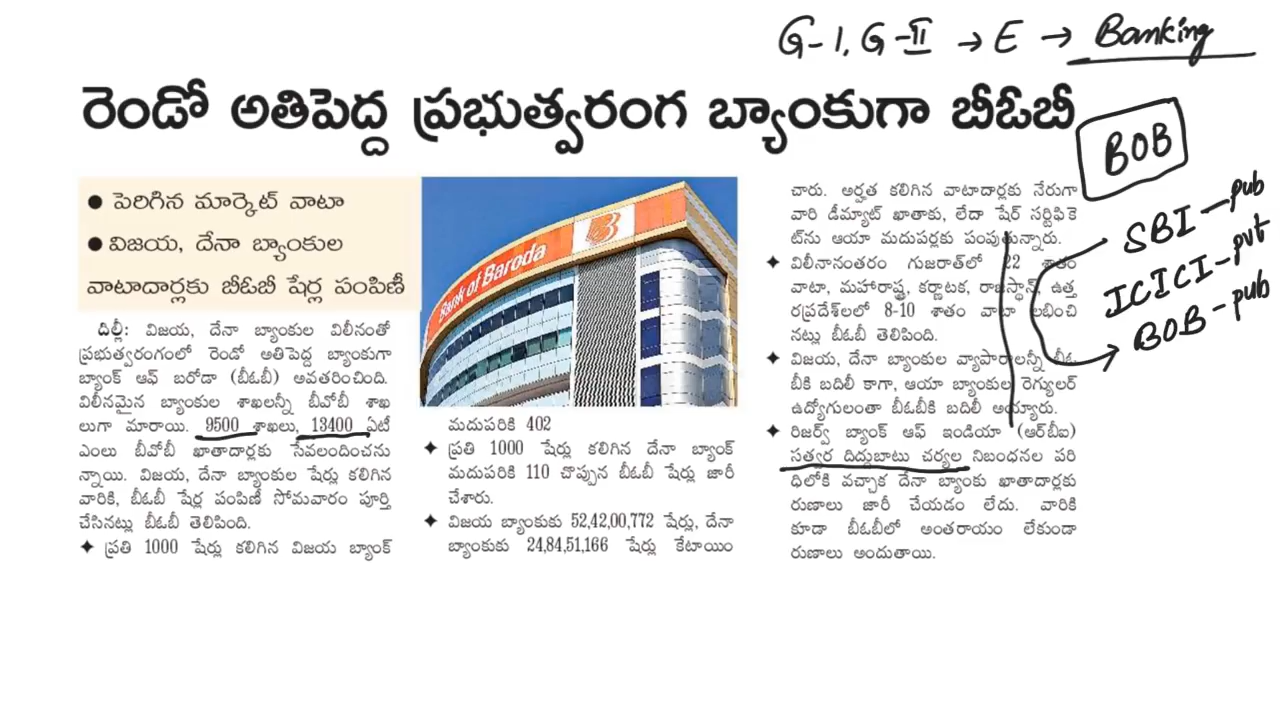 G-I, G-II → E → Banking
రెండో అతిపెద్ద ప్రభుత్వరంగ బ్యాంకుగా బీఓబీ
BOB
SBI - pub
ICICI - pvt
BOB - pub
● పెరిగిన మార్కెట్ వాటా
● విజయ, దేనా బ్యాంకుల
వాటాదార్లకు బీఓబీ షేర్ల పంపిణీ
ఢిల్లీ: విజయ, దేనా బ్యాంకుల విలీనంతో
ప్రభుత్వరంగంలో రెండో అతిపెద్ద బ్యాంకుగా
బ్యాంక్ ఆఫ్ బరోడా (బీఓబీ) అవతరించింది.
విలీనమైన బ్యాంకుల శాఖలన్నీ బీవోబీ శాఖ
లుగా మారాయి. 9500 శాఖలు, 13400 ఏటీ
ఎంలు బీవోబీ ఖాతాదార్లకు సేవలందించను
న్నాయి. విజయ, దేనా బ్యాంకుల షేర్లు కలిగిన
వారికి, బీఓబీ షేర్ల పంపిణీ సోమవారం పూర్తి
చేసినట్లు బీఓబీ తెలిపింది.
✦ ప్రతి 1000 షేర్లు కలిగిన విజయ బ్యాంక్
Bank of Baroda
మదుపరికి 402
✦ ప్రతి 1000 షేర్లు కలిగిన దేనా బ్యాంక్
మదుపరికి 110 చొప్పున బీఓబీ షేర్లు జారీ
చేశారు.
✦ విజయ బ్యాంకుకు 52,42,00,772 షేర్లు, దేనా
బ్యాంకుకు 24,84,51,166 షేర్లు కేటాయిం
చారు. అర్హత కలిగిన వాటాదార్లకు నేరుగా
వారి డీమ్యాట్ ఖాతాకు, లేదా షేర్ సర్టిఫికె
ట్‌ను ఆయా మదుపర్లకు పంపుతున్నారు.
✦ విలీనానంతరం గుజరాత్‌లో 22 శాతం
వాటా, మహారాష్ట్ర, కర్ణాటక, రాజస్థాన్, ఉత్త
రప్రదేశ్‌లలో 8-10 శాతం వాటా లభించి
నట్లు బీఓబీ తెలిపింది.
✦ విజయ, దేనా బ్యాంకుల వ్యాపారాలన్నీ బీఓ
బీకి బదిలీ కాగా, ఆయా బ్యాంకుల రెగ్యులర్
ఉద్యోగులంతా బీఓబీకి బదిలీ అయ్యారు.
✦ రిజర్వ్ బ్యాంక్ ఆఫ్ ఇండియా (ఆర్‌బీఐ)
సత్వర దిద్దుబాటు చర్యల నిబంధనల పరి
ధిలోకి వచ్చాక దేనా బ్యాంకు ఖాతాదార్లకు
రుణాలు జారీ చేయడం లేదు. వారికి
కూడా బీఓబీలో అంతరాయం లేకుండా
రుణాలు అందుతాయి.